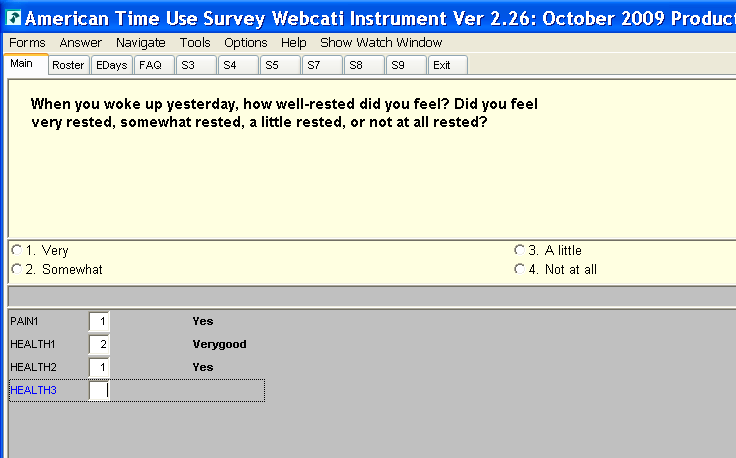 American Time Use Survey Webcati Instrument Ver 2.26: October 2009 Product
Forms Answer Navigate Tools Options Help Show Watch Window
Main Roster EDays FAQ S3 S4 S5 S7 S8 S9 Exit
When you woke up yesterday, how well-rested did you feel? Did you feel
very rested, somewhat rested, a little rested, or not at all rested?
1. Very 3. A little
2. Somewhat 4. Not at all
PAIN1 1 Yes
HEALTH1 2 Verygood
HEALTH2 1 Yes
HEALTH3